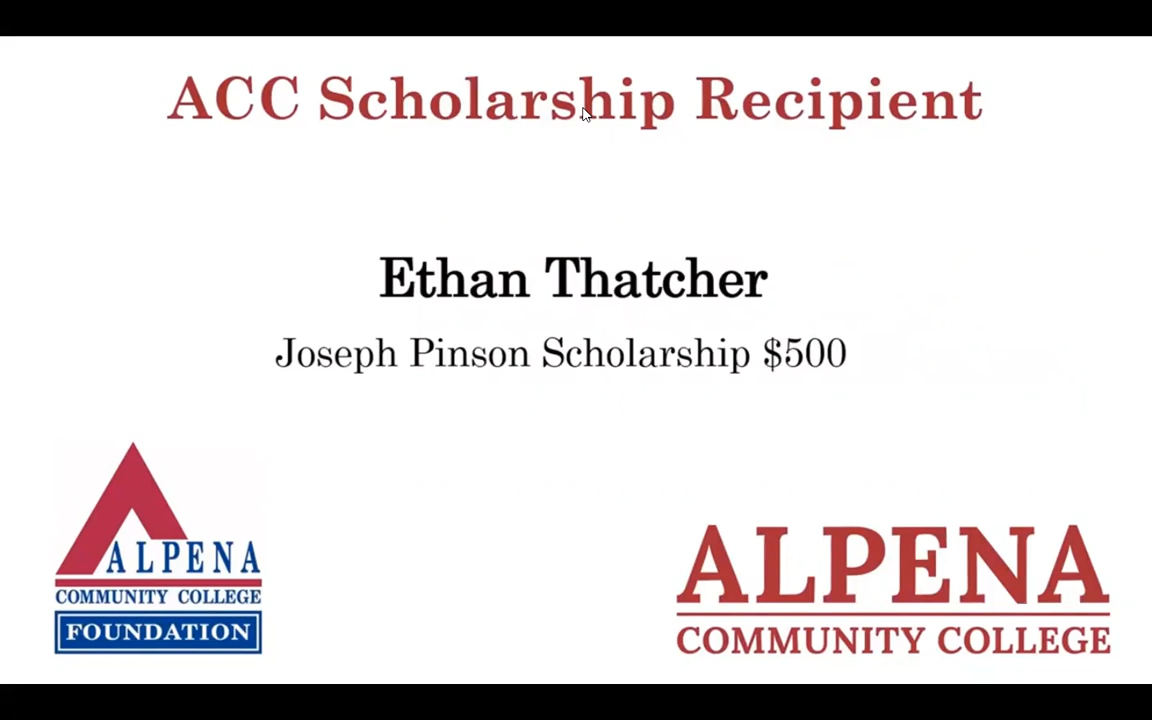 ACC Scholarship Recipient
Ethan Thatcher
Joseph Pinson Scholarship $500
ALPENA
COMMUNITY COLLEGE
FOUNDATION
ALPENA
COMMUNITY COLLEGE